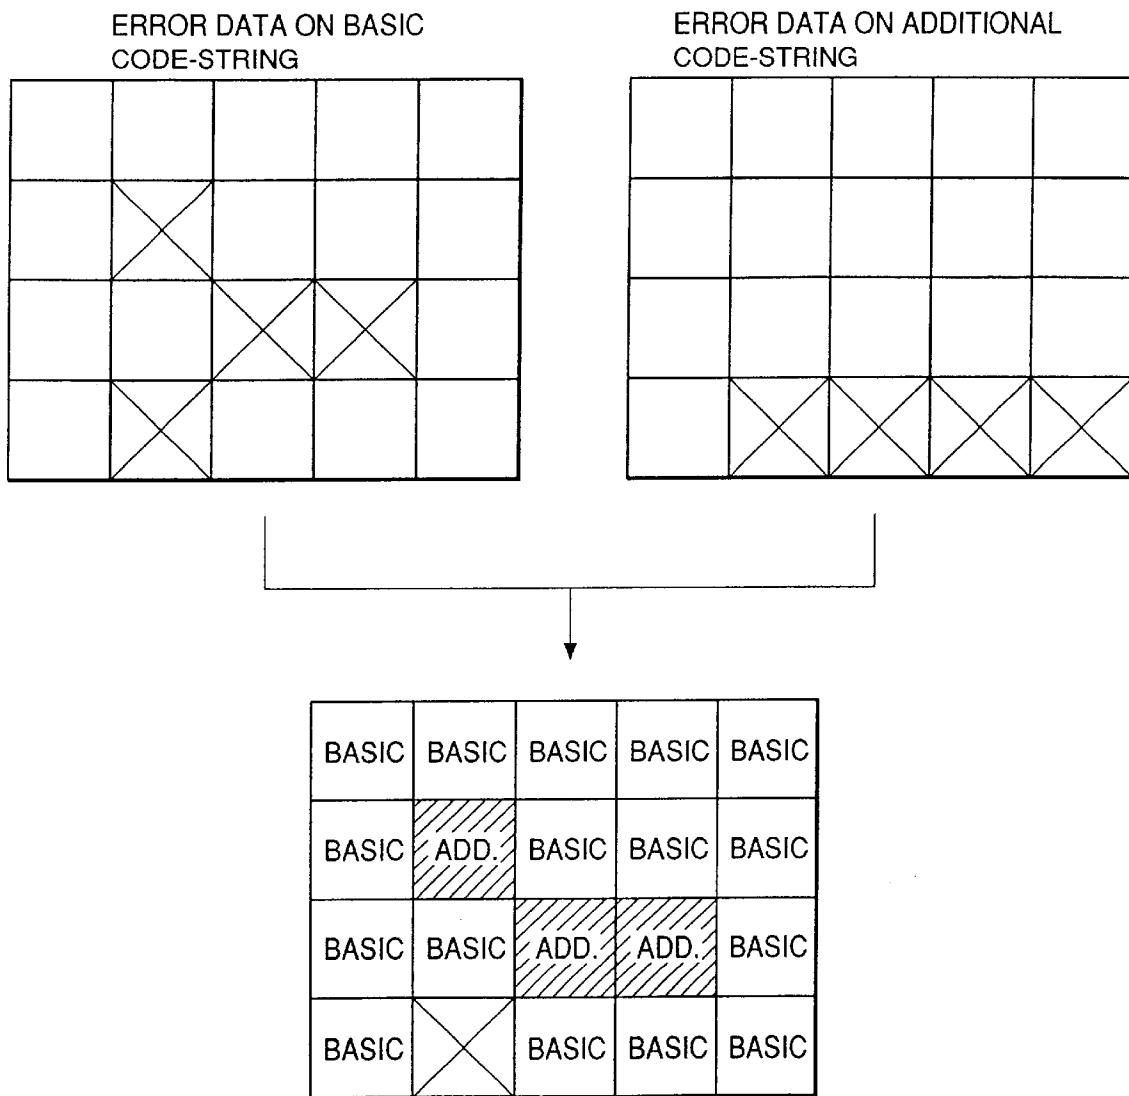 ERROR DATA ON BASIC
CODE-STRING
ERROR DATA ON ADDITIONAL
CODE-STRING
BASIC BASIC BASIC BASIC BASIC
BASIC ADD. BASIC BASIC BASIC
BASIC BASIC ADD. ADD. BASIC
BASIC BASIC BASIC BASIC